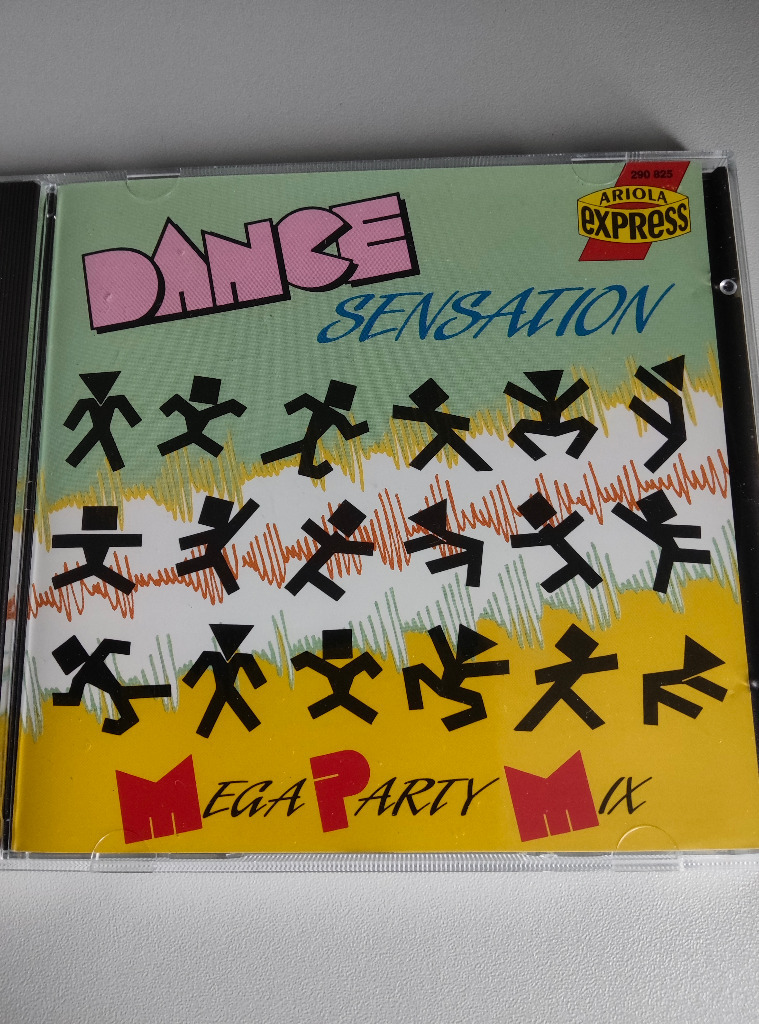 290 825
ARIOLA
EXPRESS
DANCE
SENSATION
MEGA PARTY MIX